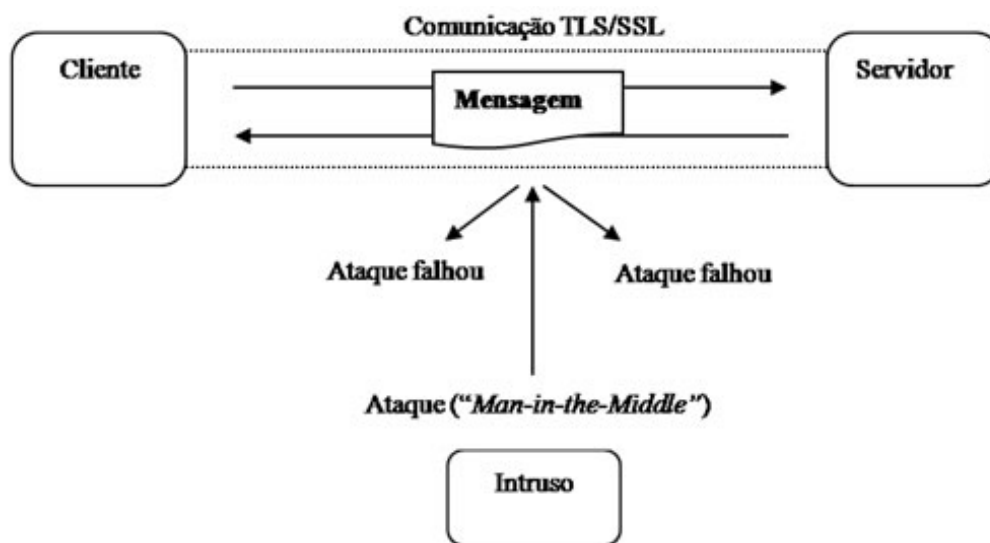 Comunicação TLS/SSL
Cliente
Servidor
Mensagem
Ataque falhou
Ataque falhou
Ataque (“Man-in-the-Middle”)
Intruso